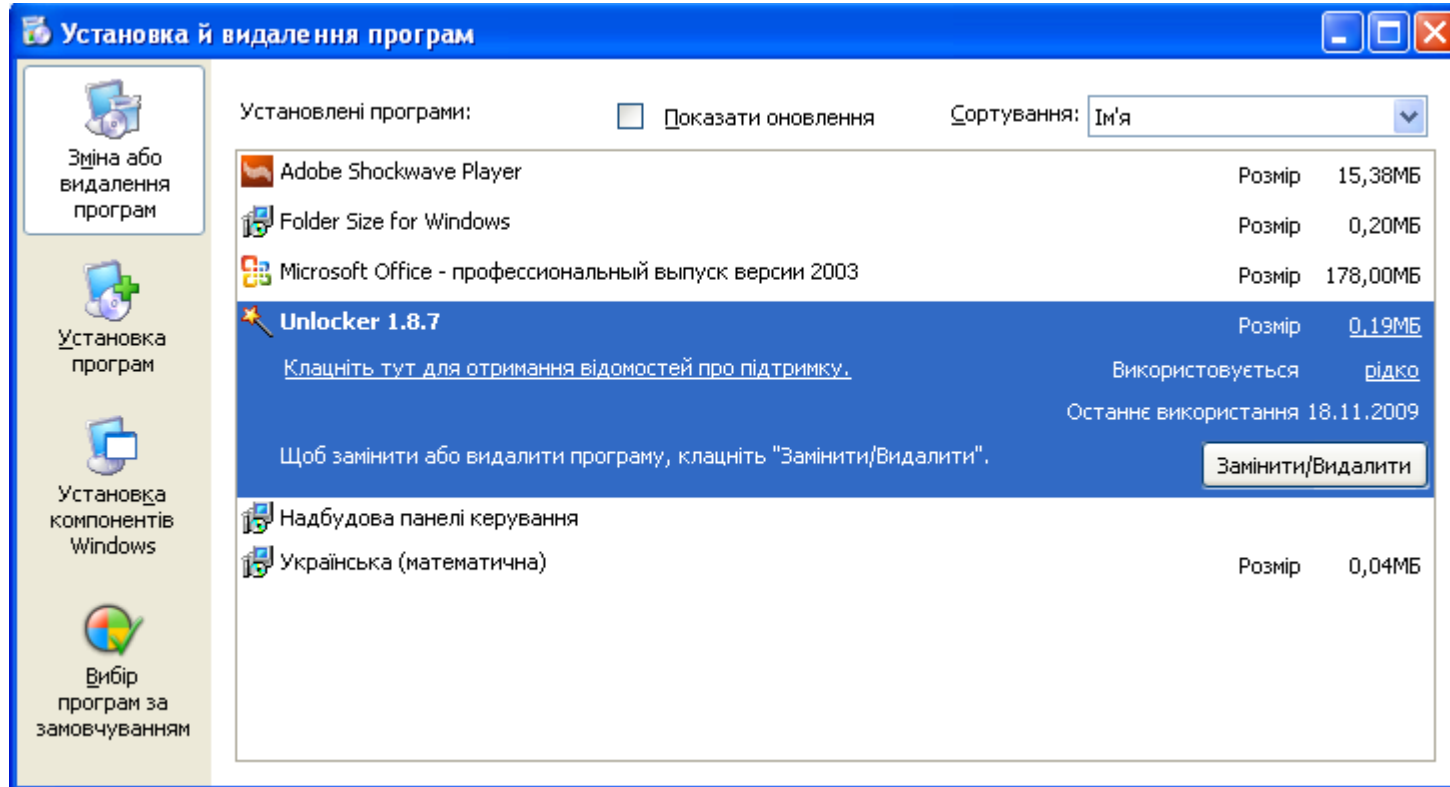 Установка й видалення програм
Зміна або
видалення
програм
Установка
програм
Установка
компонентів
Windows
Вибір
програм за
замовчуванням
Установлені програми: Показати оновлення Сортування: Ім'я
Adobe Shockwave Player Розмір 15,38МБ
Folder Size for Windows Розмір 0,20МБ
Microsoft Office - профессиональный выпуск версии 2003 Розмір 178,00МБ
Unlocker 1.8.7 Розмір 0,19МБ
Клацніть тут для отримання відомостей про підтримку. Використовується рідко
Останнє використання 18.11.2009
Щоб замінити або видалити програму, клацніть "Замінити/Видалити". Замінити/Видалити
Надбудова панелі керування
Українська (математична) Розмір 0,04МБ